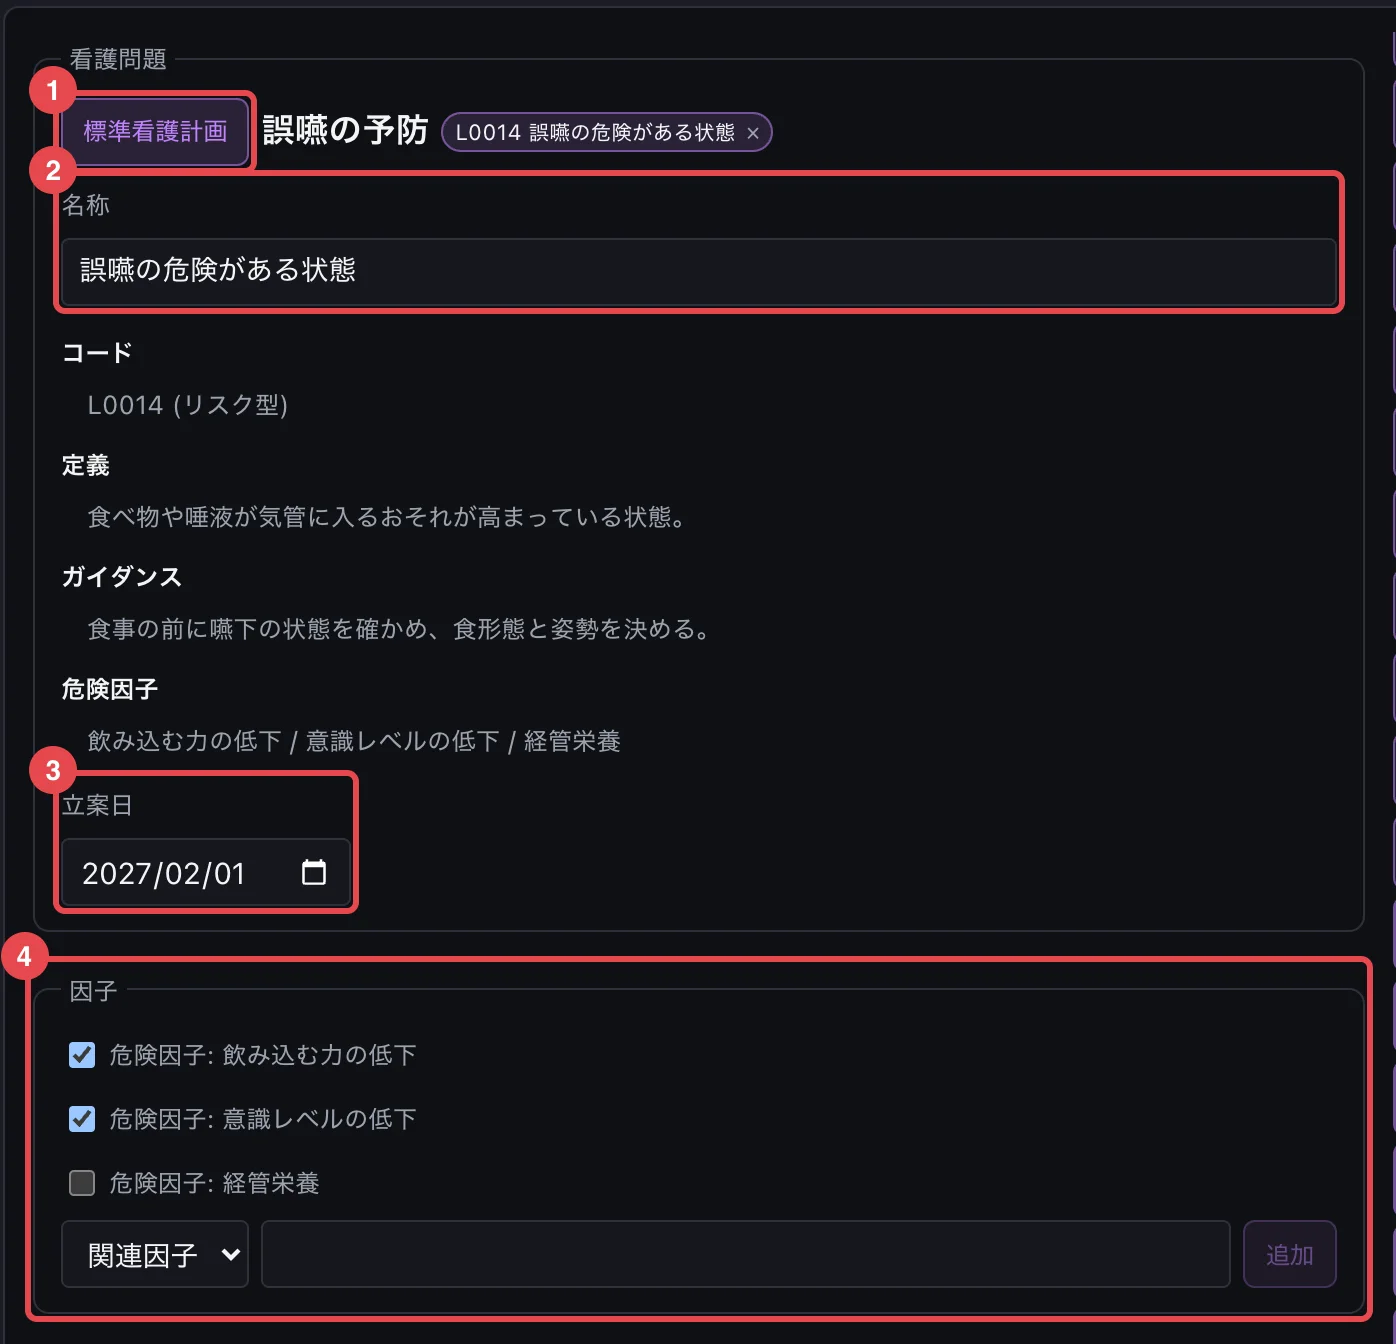 看護問題
1
標準看護計画 誤嚥の予防 L0014 誤嚥の危険がある状態 ×
2
名称
誤嚥の危険がある状態
コード
L0014 (リスク型)
定義
食べ物や唾液が気管に入るおそれが高まっている状態。
ガイダンス
食事の前に嚥下の状態を確かめ、食形態と姿勢を決める。
危険因子
飲み込む力の低下 / 意識レベルの低下 / 経管栄養
3
立案日
2027/02/01
4
因子
危険因子: 飲み込む力の低下
危険因子: 意識レベルの低下
危険因子: 経管栄養
関連因子 追加